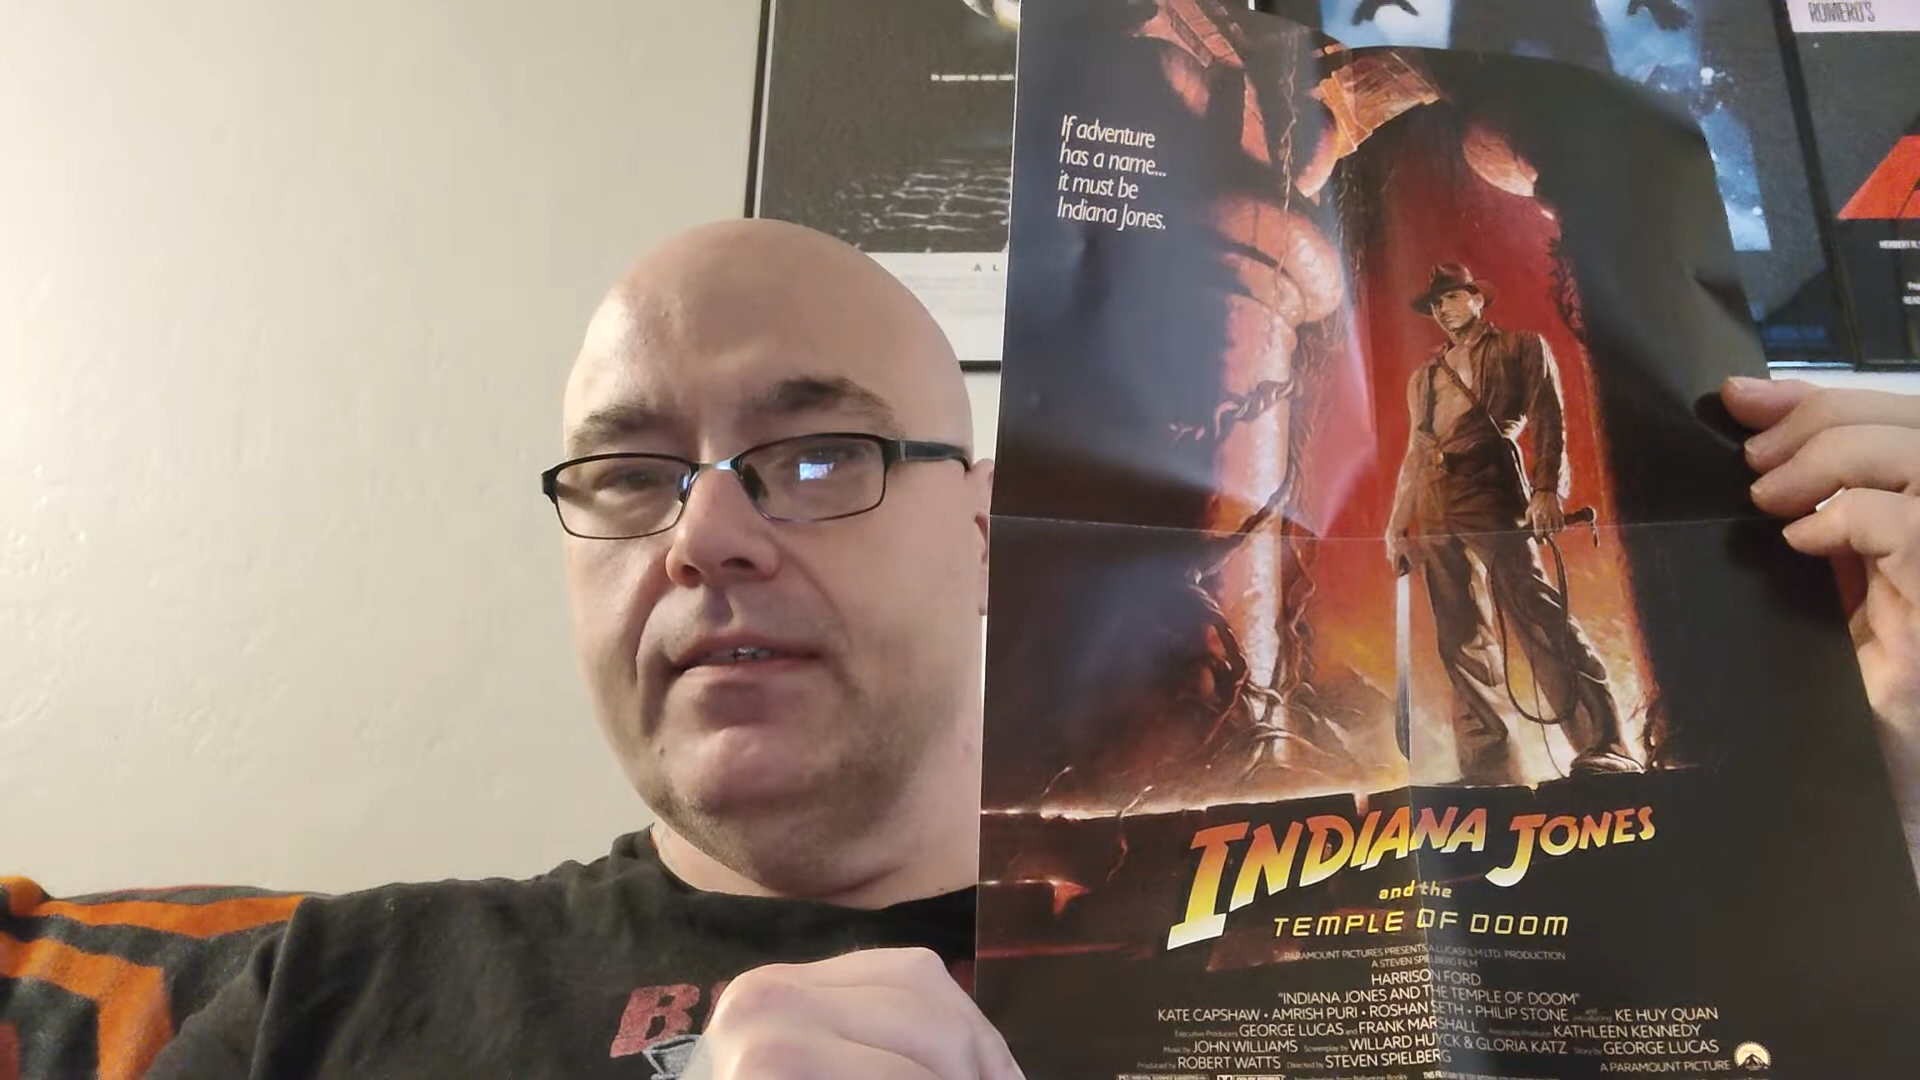 ROMERO'S
If adventure
has a name...
it must be
Indiana Jones.
INDIANA JONES
and the
TEMPLE OF DOOM
PARAMOUNT PICTURES PRESENTS A LUCASFILM LTD. PRODUCTION
A STEVEN SPIELBERG FILM
HARRISON FORD
"INDIANA JONES AND THE TEMPLE OF DOOM"
KATE CAPSHAW • AMRISH PURI • ROSHAN SETH • PHILIP STONE and introducing KE HUY QUAN
Executive Producers GEORGE LUCAS and FRANK MARSHALL Associate Producer KATHLEEN KENNEDY
Music by JOHN WILLIAMS Screenplay by WILLARD HUYCK & GLORIA KATZ Story by GEORGE LUCAS
Produced by ROBERT WATTS Directed by STEVEN SPIELBERG A PARAMOUNT PICTURE